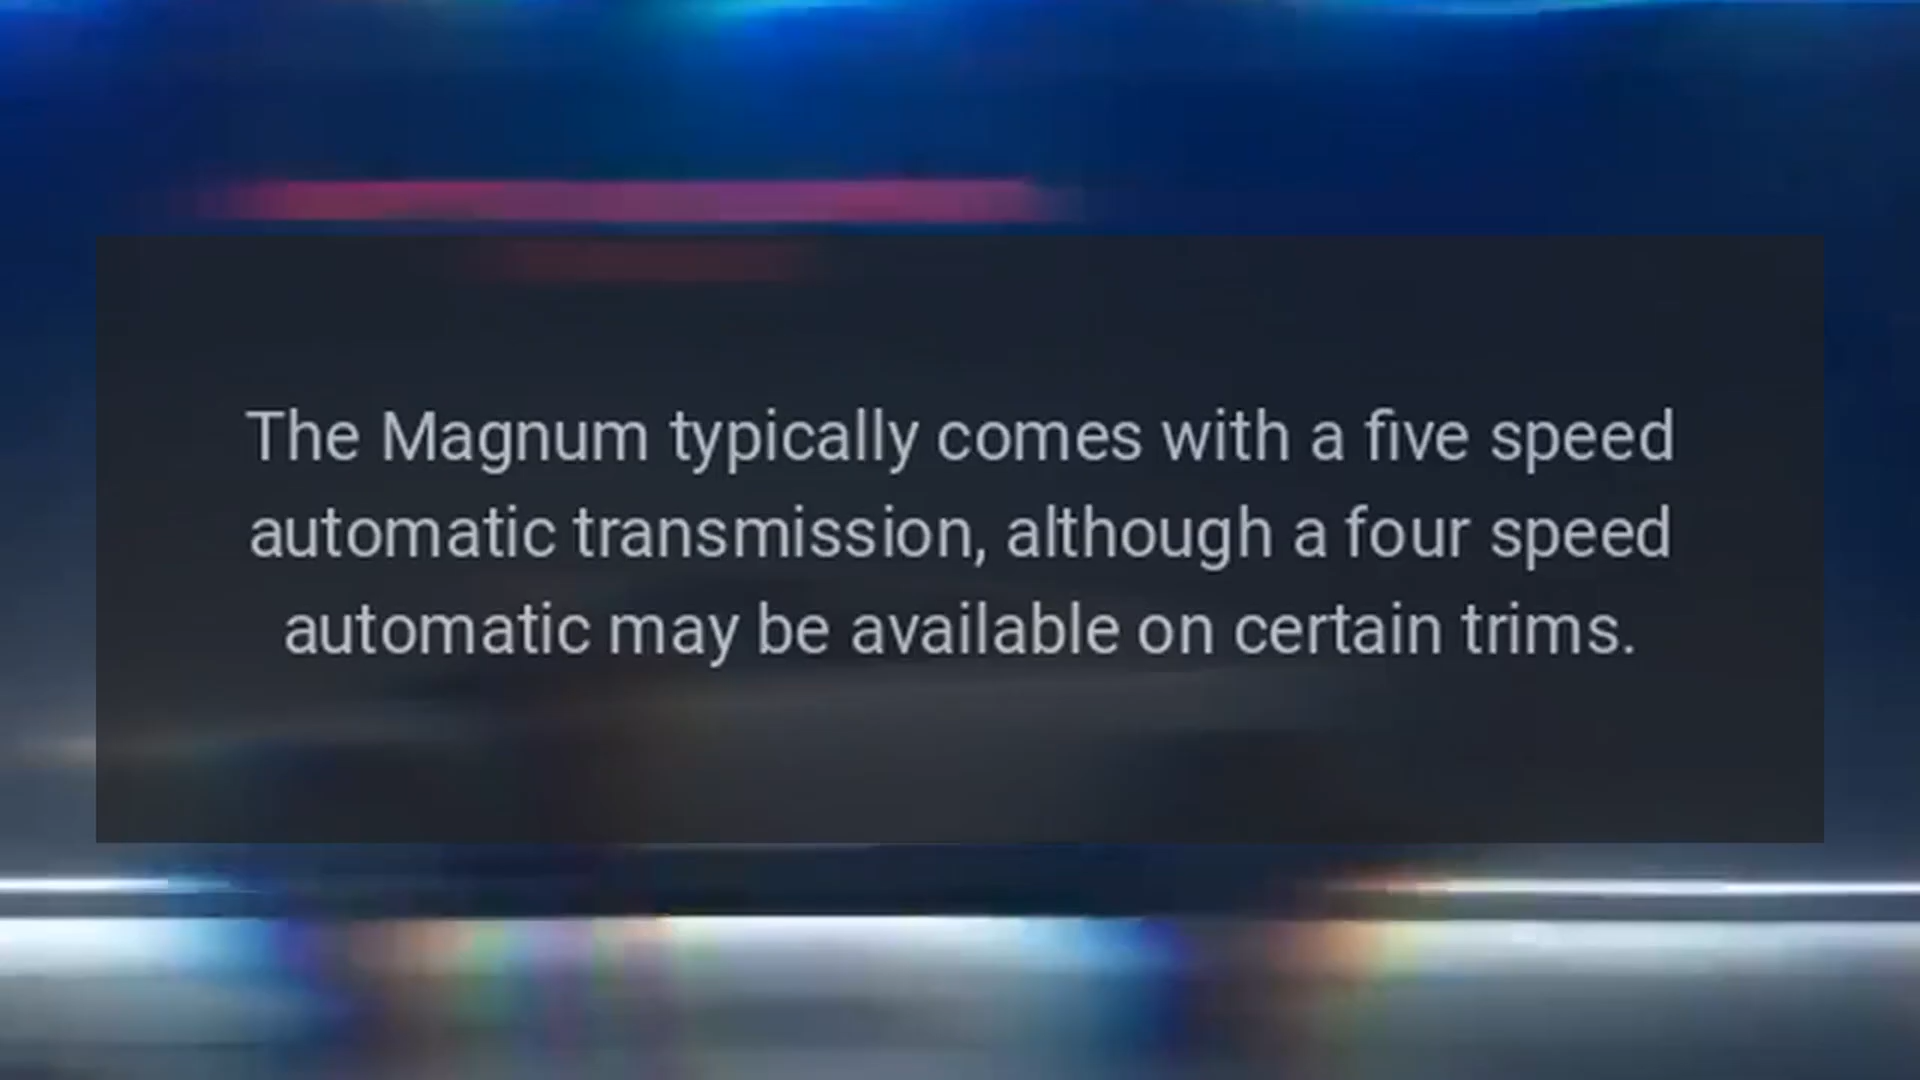 The Magnum typically comes with a five speed
automatic transmission, although a four speed
automatic may be available on certain trims.